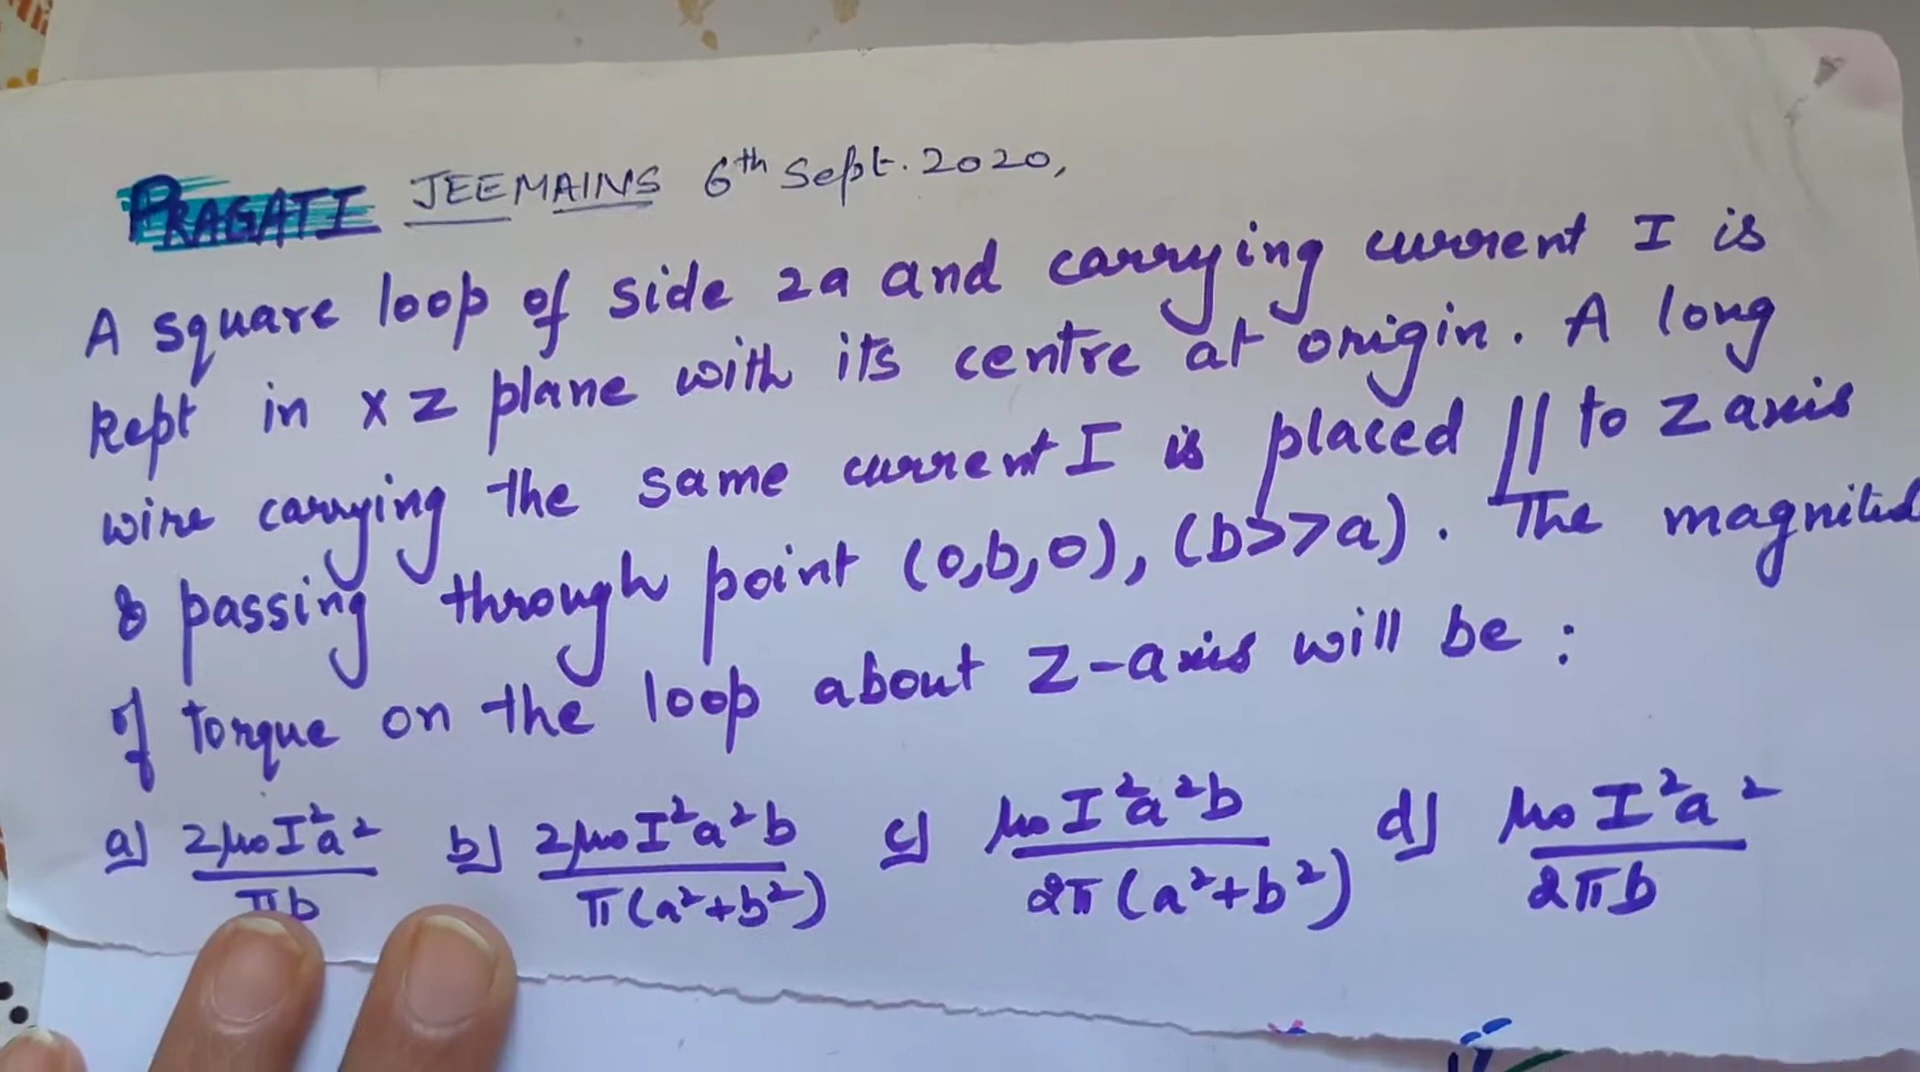 PRAGATI JEEMAINS 6th Sept. 2020,
A square loop of side 2a and carrying current I is
kept in x z plane with its centre at origin. A long
wire carrying the same current I is placed || to Z axis
& passing through point (0,b,0), (b>>a). The magnitud
of torque on the loop about Z-axis will be :
a) 2μ₀I²a²/πb b) 2μ₀I²a²b/π(a²+b²) c) μ₀I²a²b/2π(a²+b²) d) μ₀I²a²/2πb